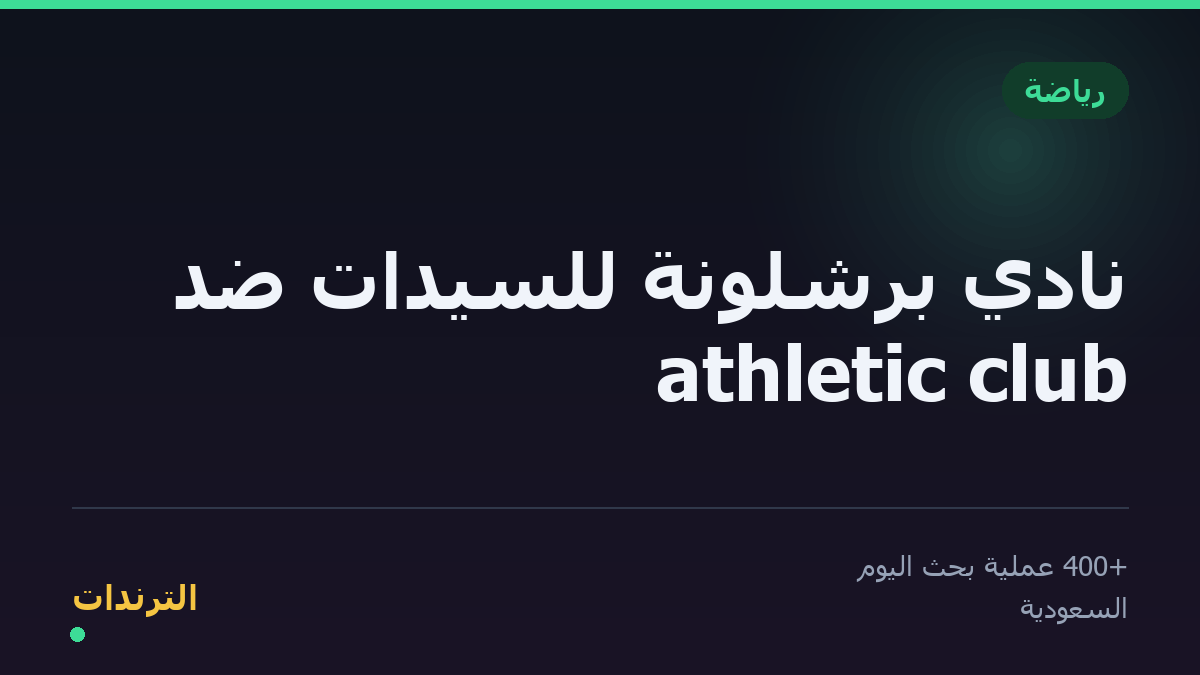 رياضة
نادي برشلونة للسيدات ضد
athletic club
+400 عملية بحث اليوم
السعودية
الترندات